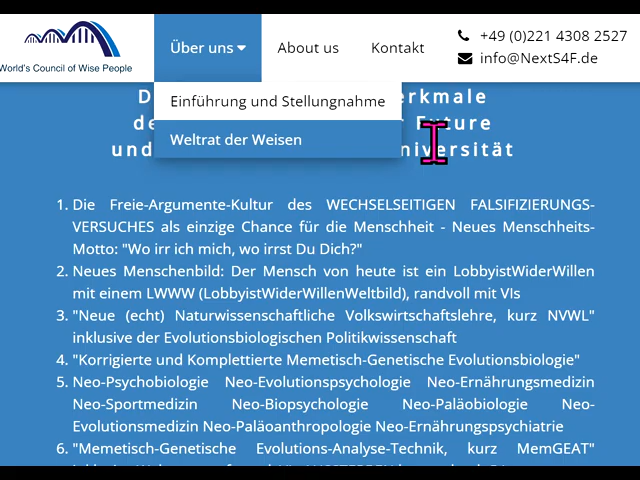 World's Council of Wise People
Über uns
About us
Kontakt
+49 (0)221 4308 2527
info@NextS4F.de
Einführung und Stellungnahme
Weltrat der Weisen
D erkmale
de r Future
und niversität
1. Die Freie-Argumente-Kultur des WECHSELSEITIGEN FALSIFIZIERUNGS-
VERSUCHES als einzige Chance für die Menschheit - Neues Menschheits-
Motto: "Wo irr ich mich, wo irrst Du Dich?"
2. Neues Menschenbild: Der Mensch von heute ist ein LobbyistWiderWillen
mit einem LWWW (LobbyistWiderWillenWeltbild), randvoll mit VIs
3. "Neue (echt) Naturwissenschaftliche Volkswirtschaftslehre, kurz NVWL"
inklusive der Evolutionsbiologischen Politikwissenschaft
4. "Korrigierte und Komplettierte Memetisch-Genetische Evolutionsbiologie"
5. Neo-Psychobiologie Neo-Evolutionspsychologie Neo-Ernährungsmedizin
Neo-Sportmedizin Neo-Biopsychologie Neo-Paläobiologie Neo-
Evolutionsmedizin Neo-Paläoanthropologie Neo-Ernährungspsychiatrie
6. "Memetisch-Genetische Evolutions-Analyse-Technik, kurz MemGEAT"